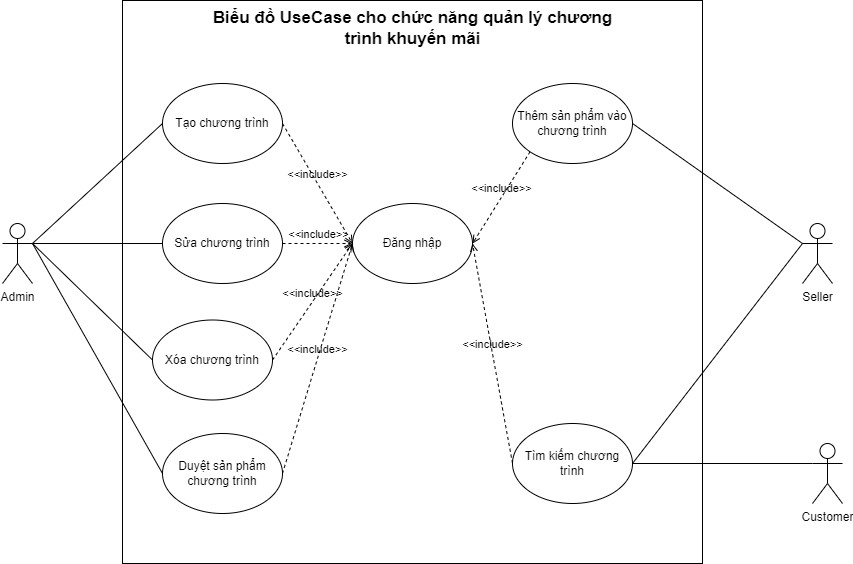 Biểu đồ UseCase cho chức năng quản lý chương
trình khuyến mãi
Tạo chương trình
Thêm sản phẩm vào
chương trình
<<include>>
<<include>>
Sửa chương trình
<<include>>
Đăng nhập
Admin
Seller
<<include>>
Xóa chương trình
<<include>>
<<include>>
Duyệt sản phẩm
chương trình
Tìm kiếm chương
trình
Customer